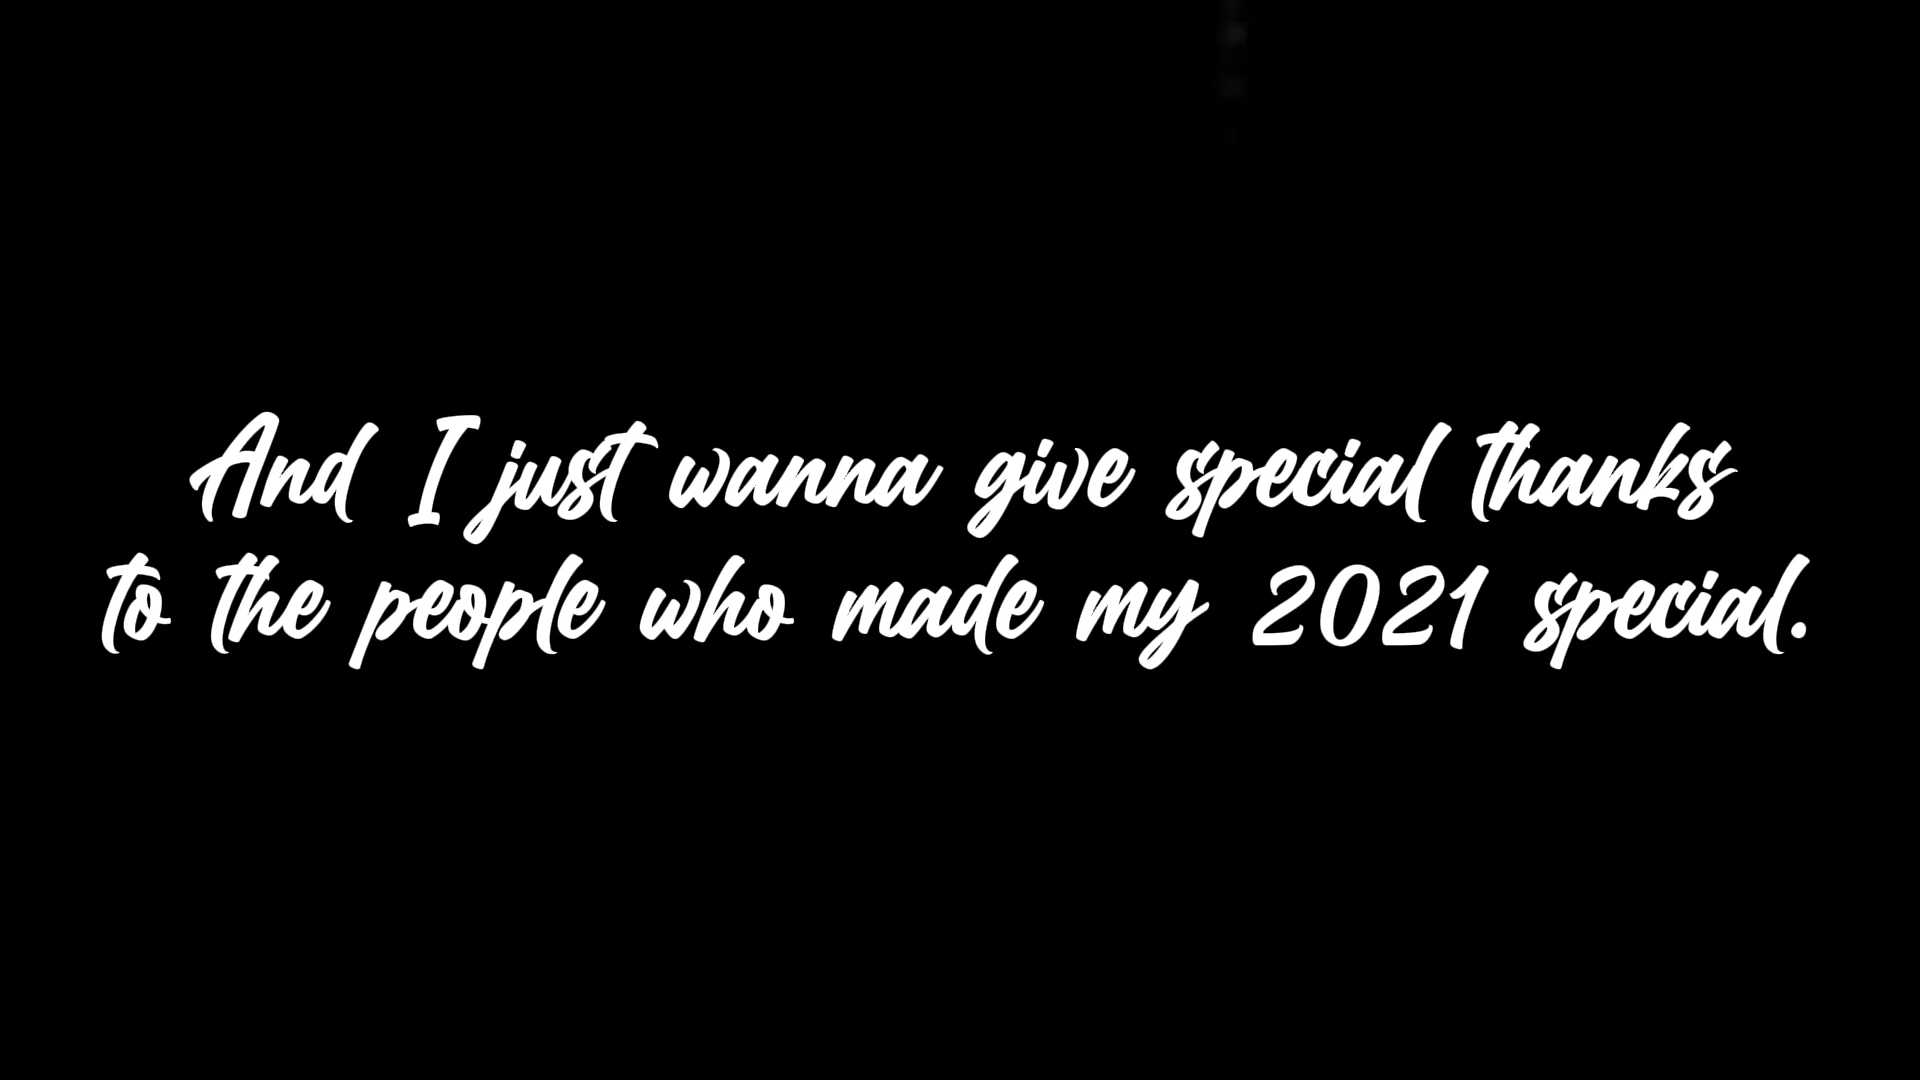 And I just wanna give special thanks
to the people who made my 2021 special.